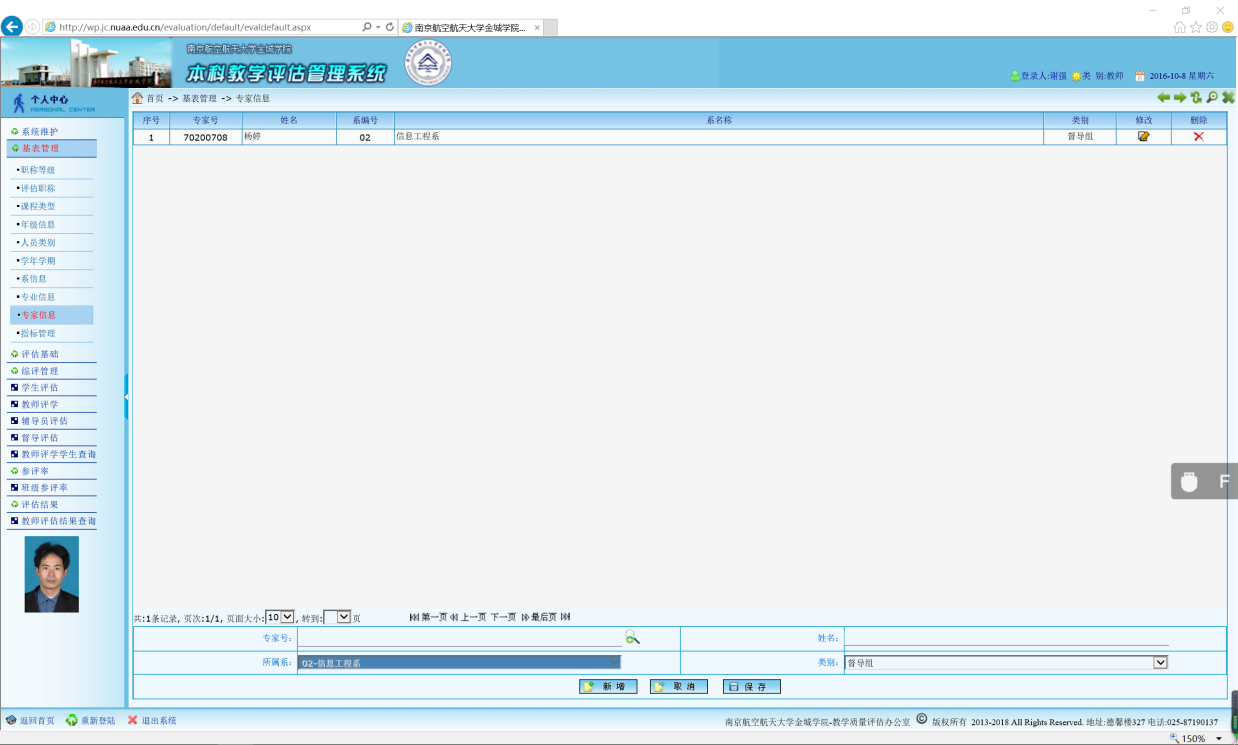 http://wp.jc.nuaa.edu.cn/evaluation/default/evaldefault.aspx
南京航空航天大学金城学院...
南京航空航天大学金城学院
本科教学评估管理系统
登录人:谢强 类 别:教师 2016-10-8 星期六
个人中心
PERSONAL CENTER
首页 -> 基表管理 -> 专家信息
系统维护
基表管理
职称等级
评估职称
课程类型
年级信息
人员类别
学年学期
系信息
专业信息
专家信息
指标管理
评估基础
综评管理
学生评估
教师评学
辅导员评估
督导评估
教师评学学生查询
参评率
班级参评率
评估结果
教师评估结果查询
序号 专家号 姓名 系编号 系名称 类别 修改 删除
1 70200708 杨婷 02 信息工程系 督导组
F
共:1条记录, 页次:1/1, 页面大小: 10 , 转到: 页 第一页 上一页 下一页 最后页
专家号: 姓名:
所属系: 02-信息工程系 类别: 督导组
新 增 取 消 保 存
返回首页 重新登陆 退出系统
南京航空航天大学金城学院-教学质量评估办公室 © 版权所有 2013-2018 All Rights Reserved. 地址:德馨楼327 电话:025-87190137
150%